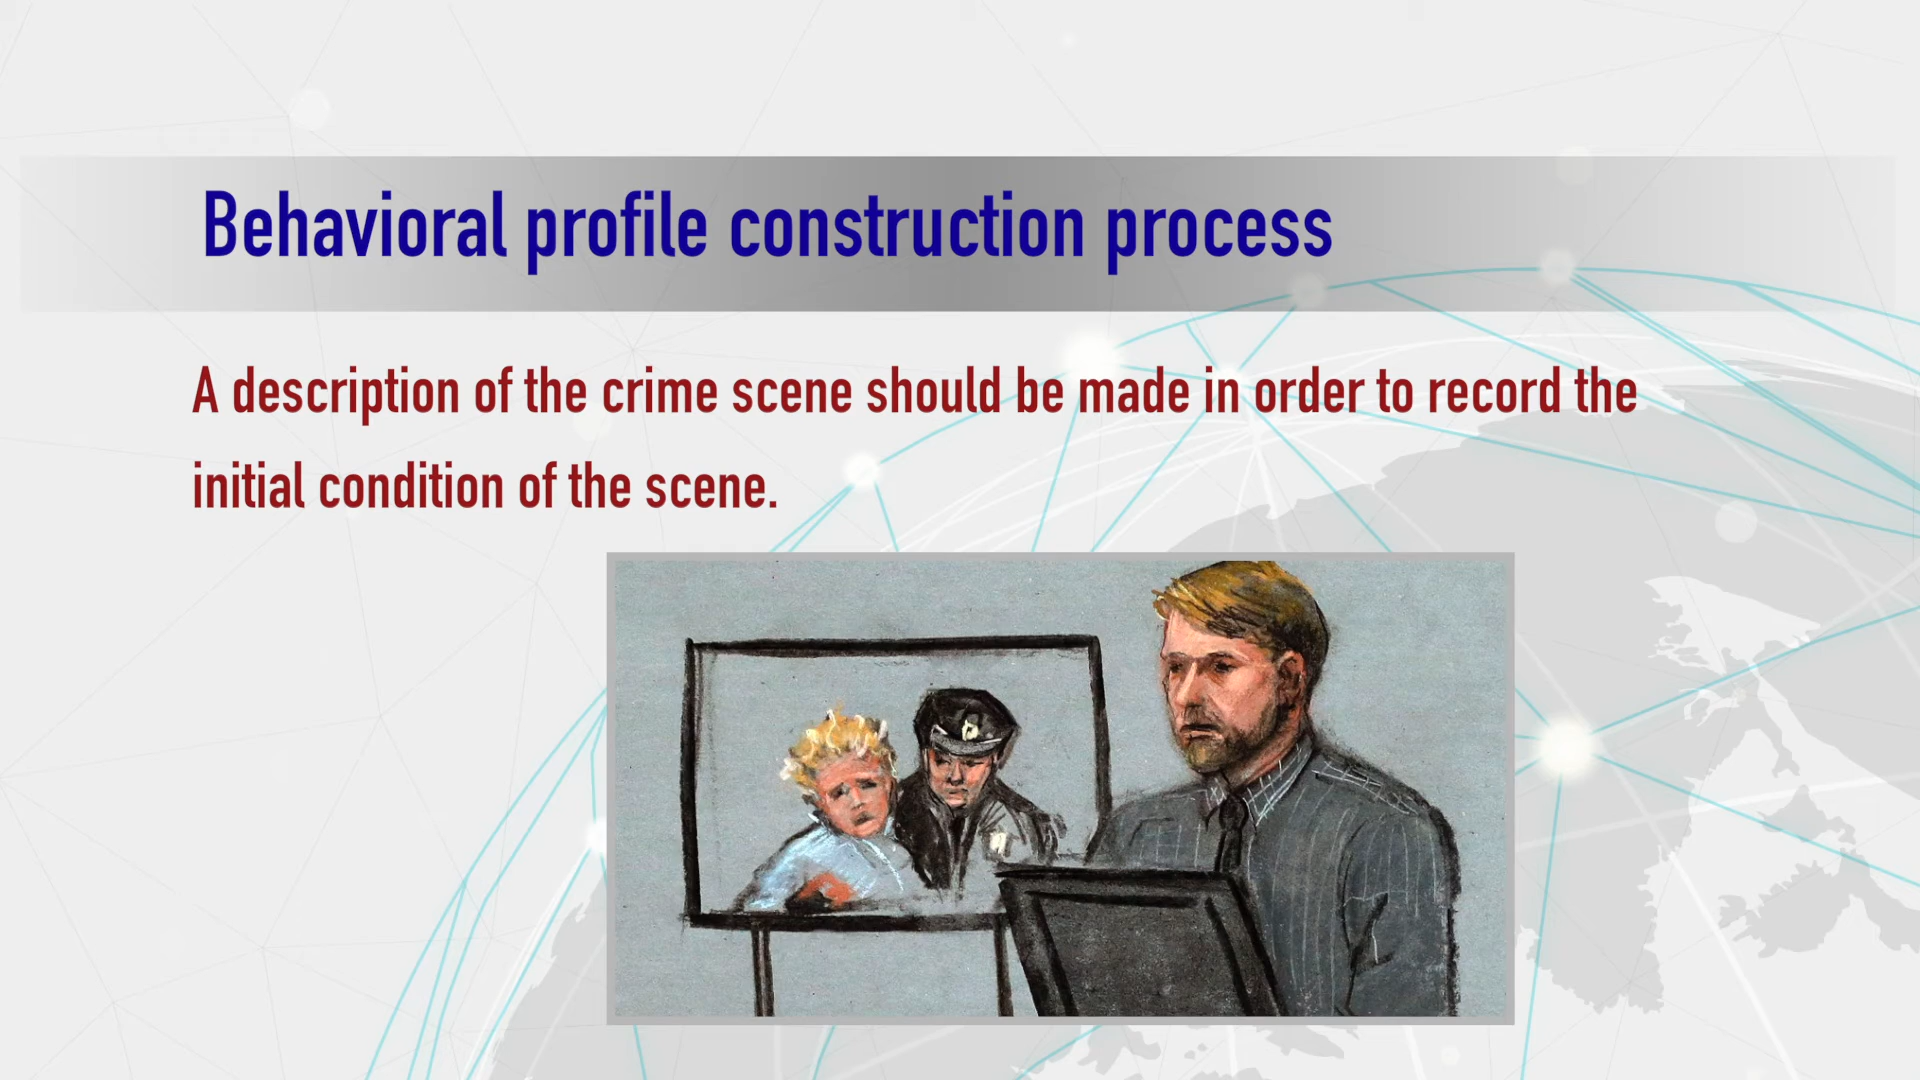 Behavioral profile construction process
A description of the crime scene should be made in order to record the
initial condition of the scene.